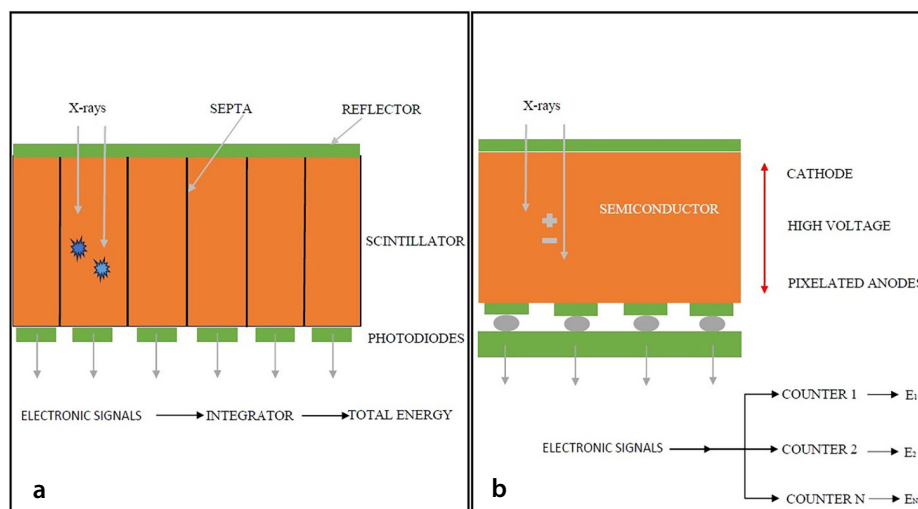 X-rays
SEPTA
REFLECTOR
SCINTILLATOR
PHOTODIODES
ELECTRONIC SIGNALS
INTEGRATOR
TOTAL ENERGY
a
X-rays
+
–
SEMICONDUCTOR
CATHODE
HIGH VOLTAGE
PIXELATED ANODES
ELECTRONIC SIGNALS
COUNTER 1
E₁
COUNTER 2
E₂
COUNTER N
Eɴ
b